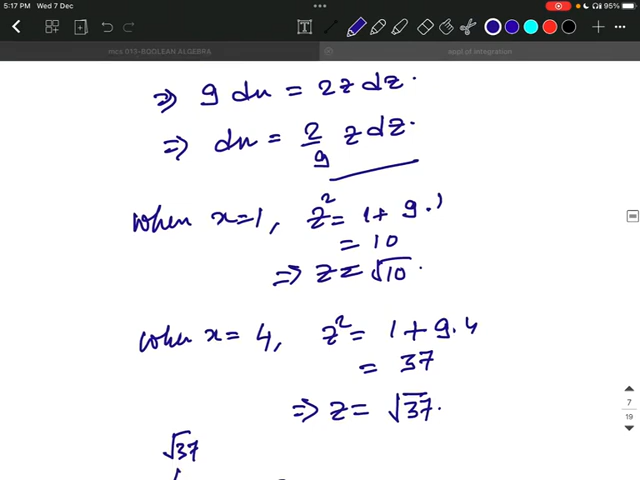 5:17 PM Wed 7 Dec
95%
mcs 013-BOOLEAN ALGEBRA
appl of integration
⇒ 9 dx = 2z dz.
⇒ dx = 2/9 z dz.
when x=1, z² = 1 + 9.1
= 10
⇒ z = √10.
when x = 4, z² = 1 + 9.4
= 37
⇒ z = √37.
7
19
√37